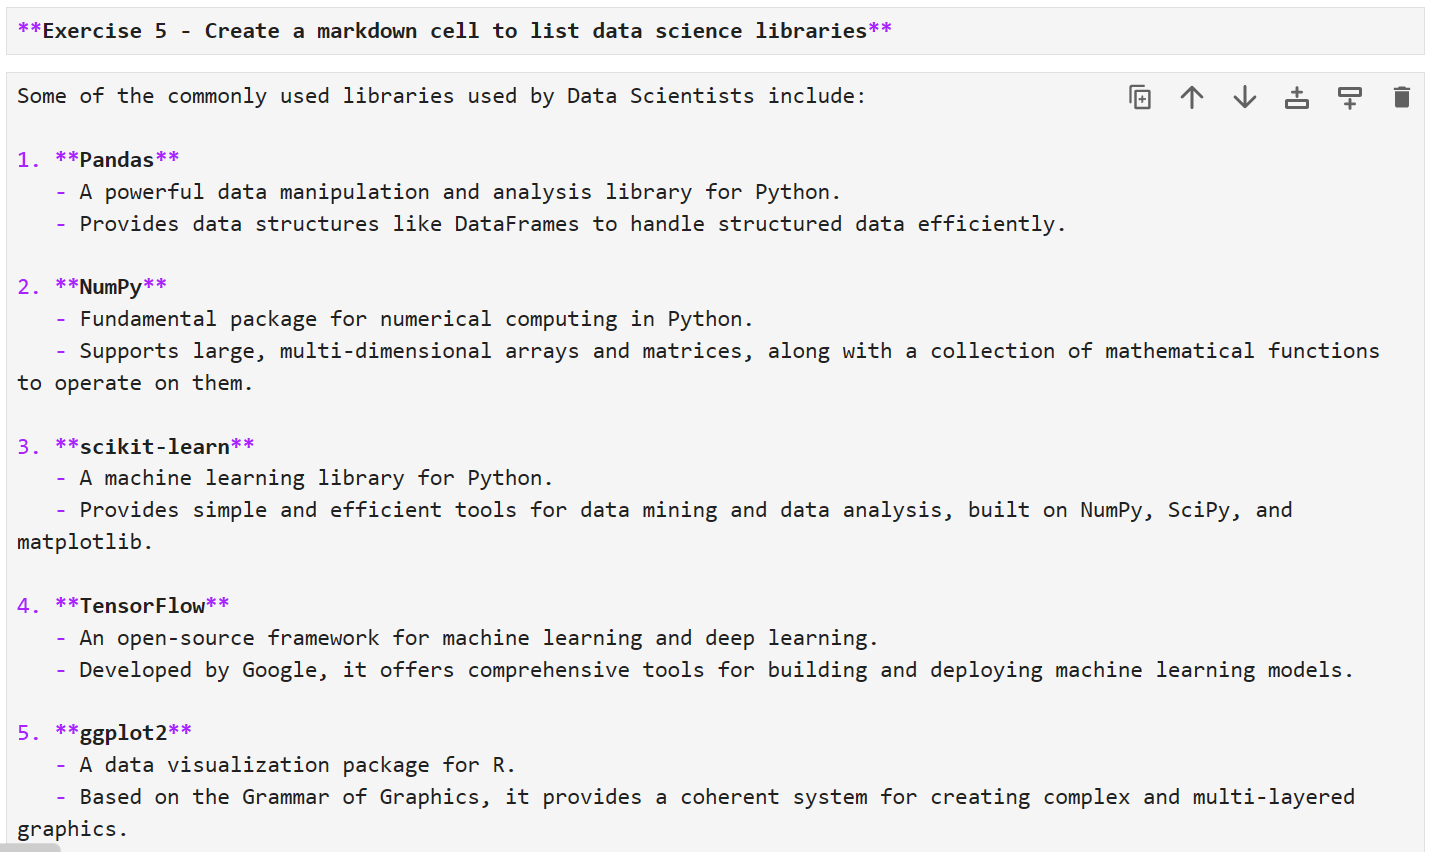 **Exercise 5 - Create a markdown cell to list data science libraries**
Some of the commonly used libraries used by Data Scientists include:
1. **Pandas**
- A powerful data manipulation and analysis library for Python.
- Provides data structures like DataFrames to handle structured data efficiently.
2. **NumPy**
- Fundamental package for numerical computing in Python.
- Supports large, multi-dimensional arrays and matrices, along with a collection of mathematical functions
to operate on them.
3. **scikit-learn**
- A machine learning library for Python.
- Provides simple and efficient tools for data mining and data analysis, built on NumPy, SciPy, and
matplotlib.
4. **TensorFlow**
- An open-source framework for machine learning and deep learning.
- Developed by Google, it offers comprehensive tools for building and deploying machine learning models.
5. **ggplot2**
- A data visualization package for R.
- Based on the Grammar of Graphics, it provides a coherent system for creating complex and multi-layered
graphics.